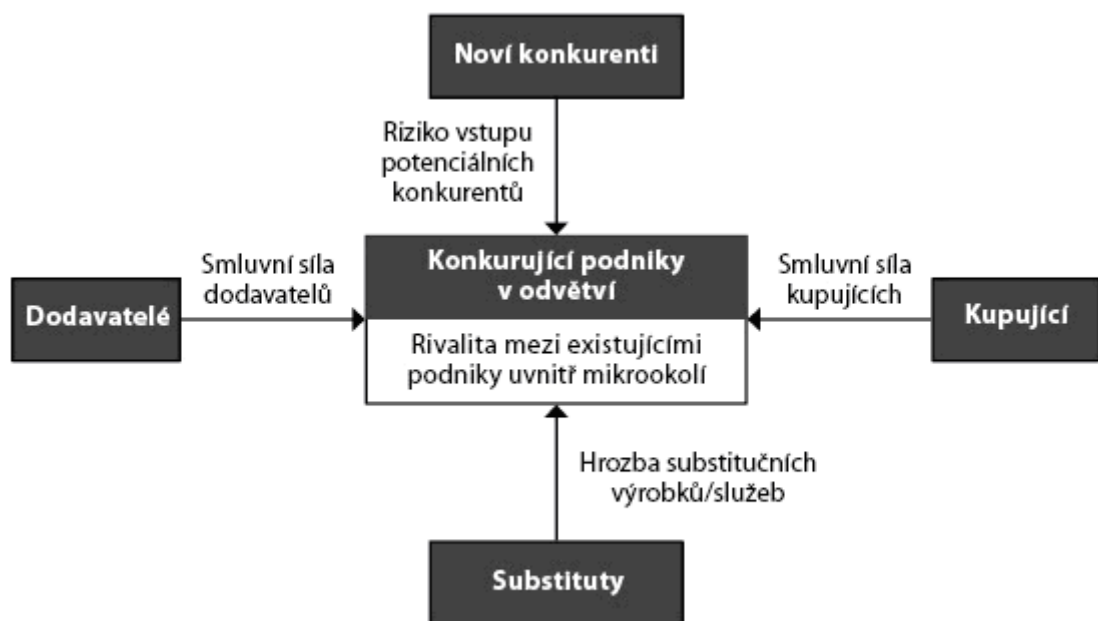 Noví konkurenti
Riziko vstupu
potenciálních
konkurentů
Smluvní síla
dodavatelů
Dodavatelé
Konkurující podniky
v odvětví
Rivalita mezi existujícími
podniky uvnitř mikrookolí
Smluvní síla
kupujících
Kupující
Hrozba substitučních
výrobků/služeb
Substituty